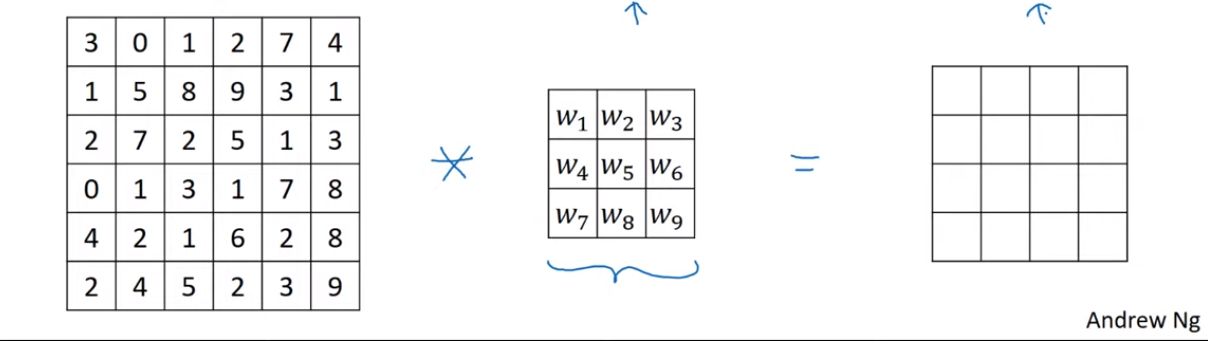 3 0 1 2 7 4
1 5 8 9 3 1
2 7 2 5 1 3
0 1 3 1 7 8
4 2 1 6 2 8
2 4 5 2 3 9
*
w₁ w₂ w₃
w₄ w₅ w₆
w₇ w₈ w₉
=
Andrew Ng